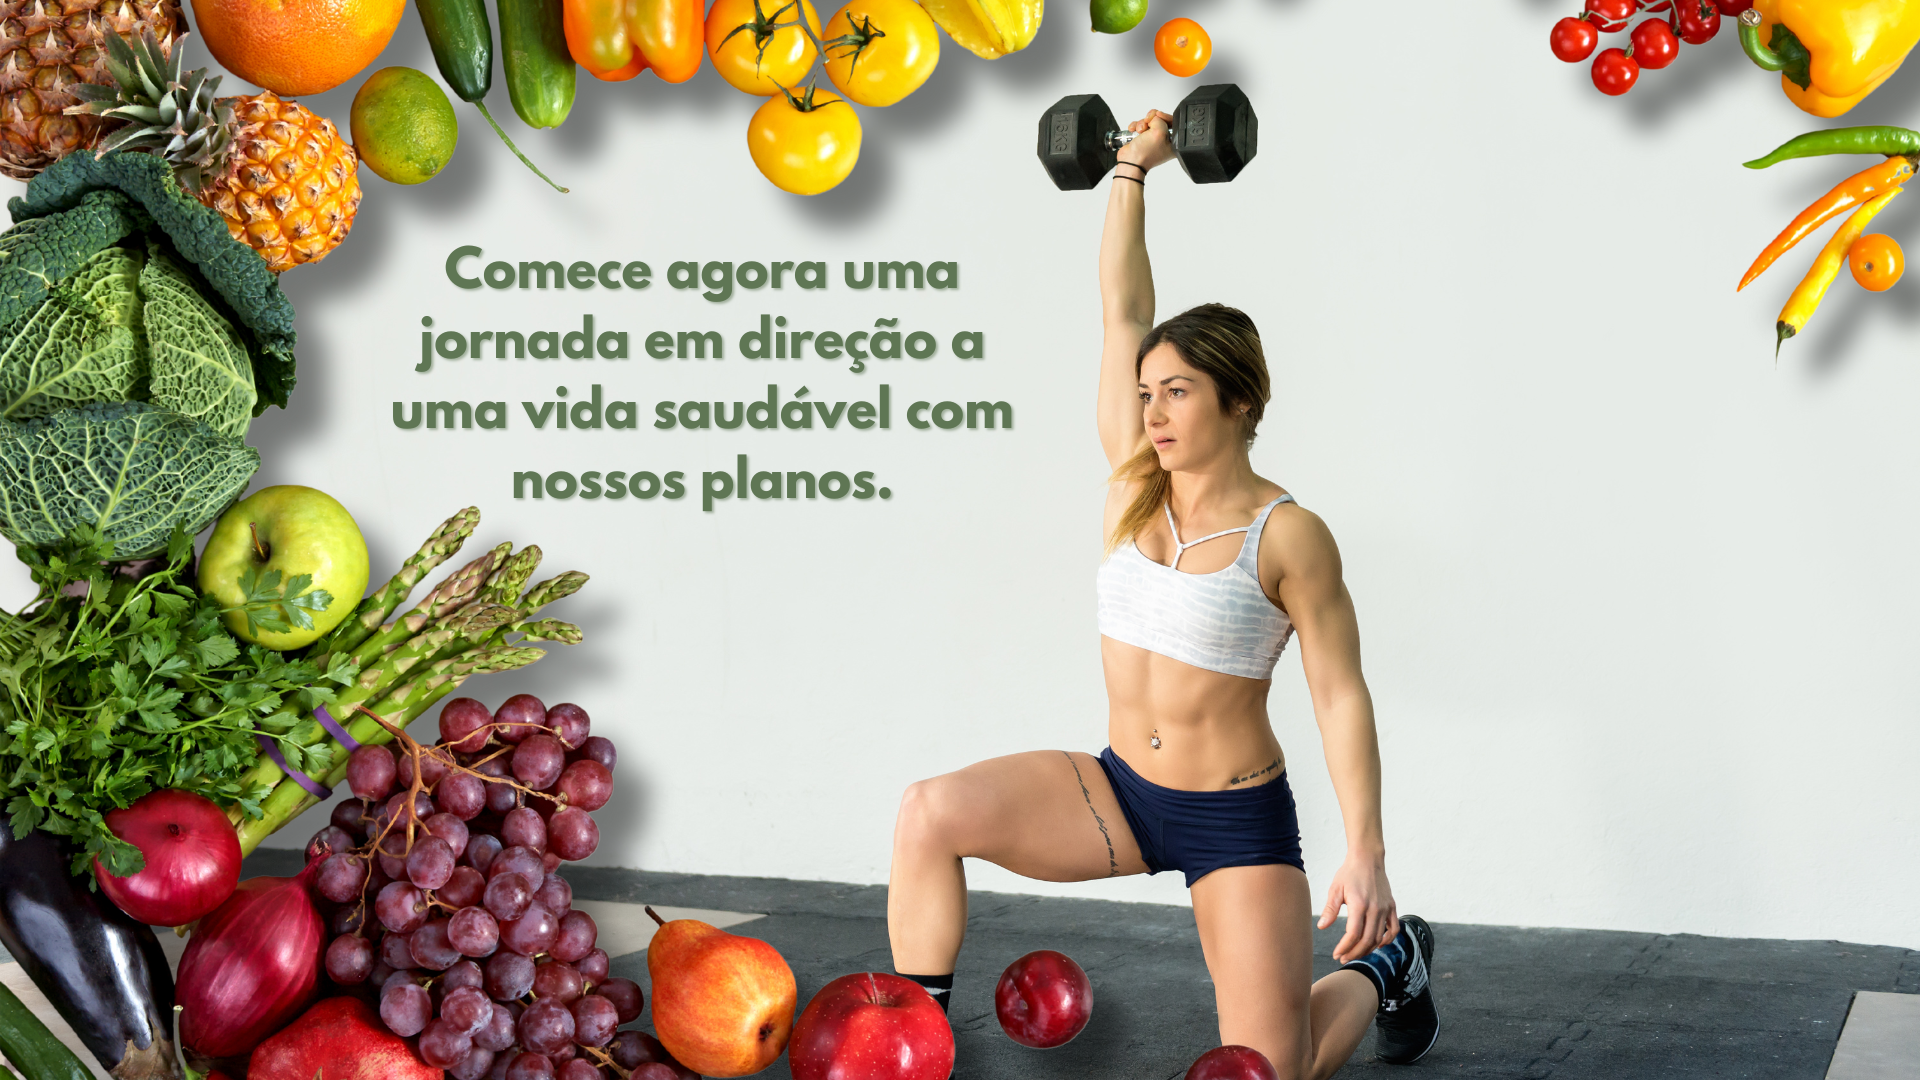 Comece agora uma
jornada em direção a
uma vida saudável com
nossos planos.